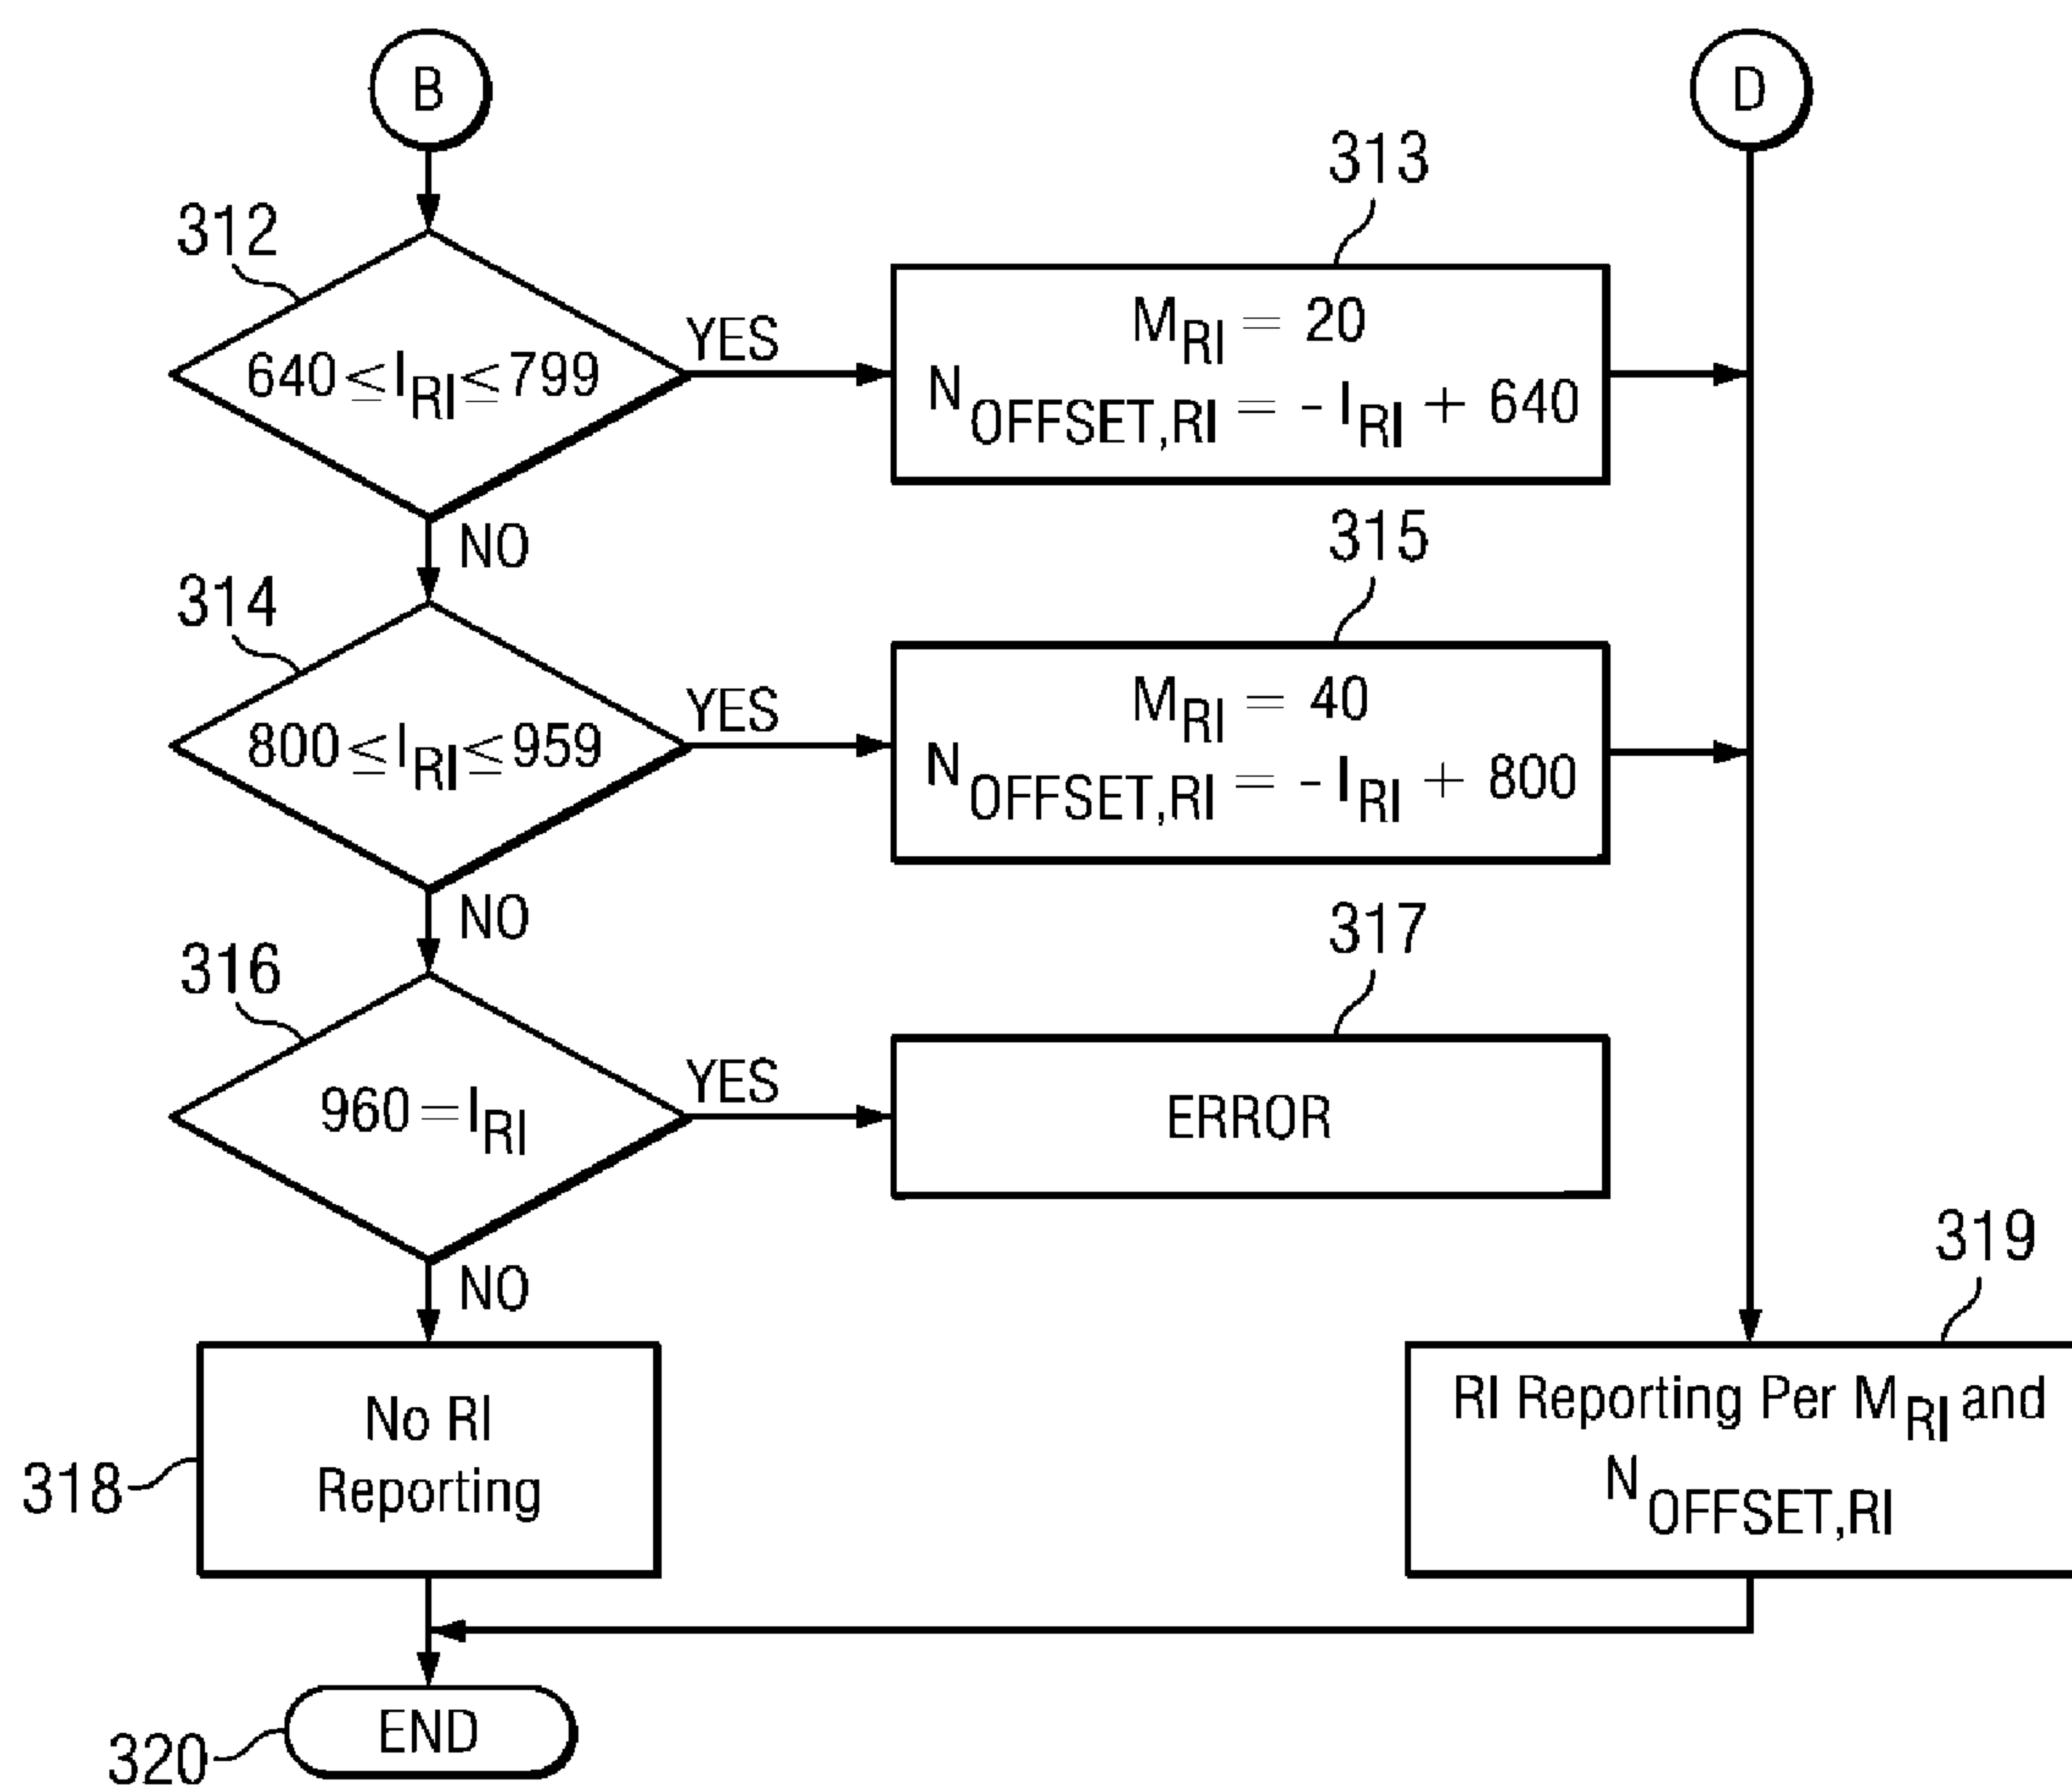 B
D
312
313
640 ≤ I_RI ≤ 799
YES
M_RI = 20
N_OFFSET,RI = - I_RI + 640
NO
314
315
800 ≤ I_RI ≤ 959
YES
M_RI = 40
N_OFFSET,RI = - I_RI + 800
NO
316
317
960 = I_RI
YES
ERROR
NO
319
318
No RI
Reporting
RI Reporting Per M_RI and
N_OFFSET,RI
320
END